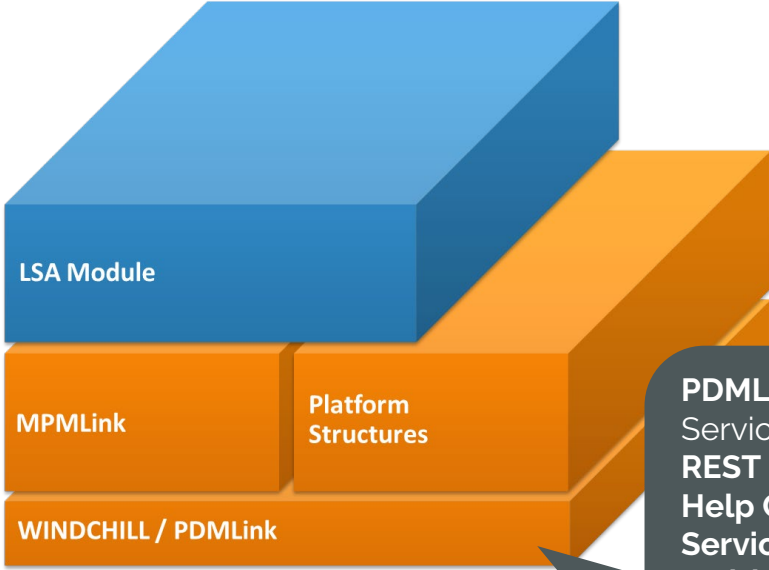 LSA Module
MPMLink
Platform
Structures
WINDCHILL / PDMLink
REST
Help